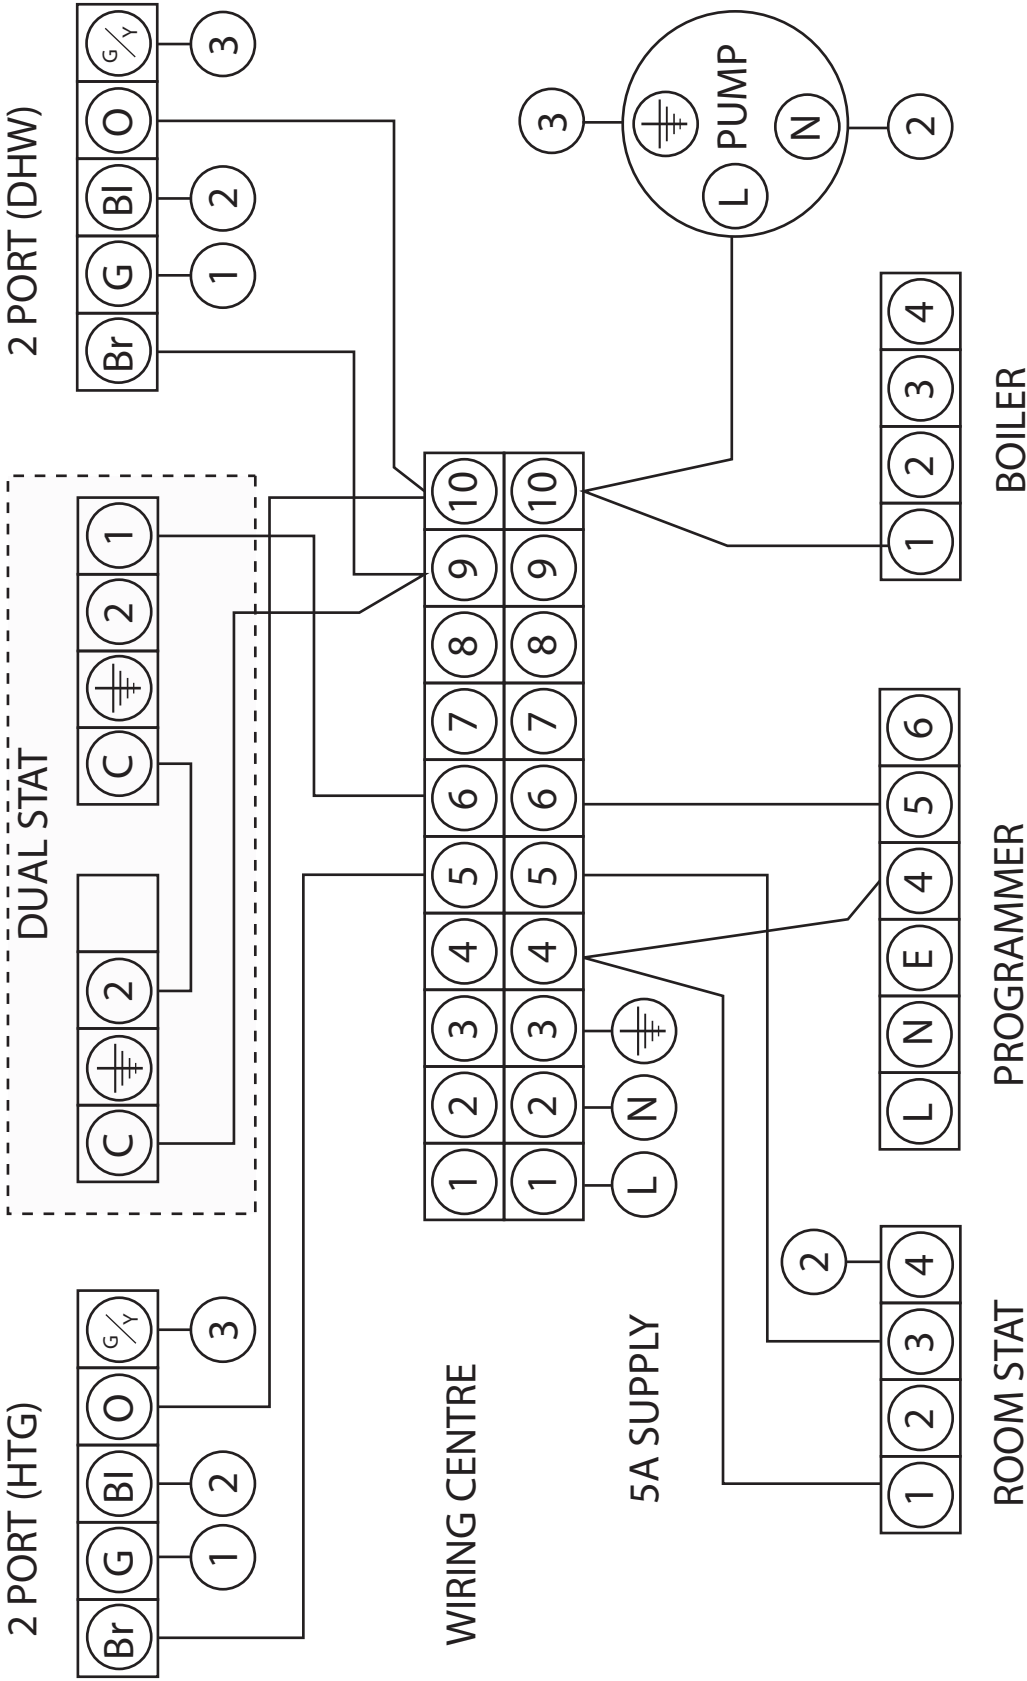 2 PORT (HTG)
DUAL STAT
2 PORT (DHW)
Br G Bl O G/Y
C 2
C 2 1
Br G Bl O G/Y
1 2 3
1 2 3
WIRING CENTRE
1 2 3 4 5 6 7 8 9 10
1 2 3 4 5 6 7 8 9 10
5A SUPPLY
L N
3
PUMP
L
N
2
2
1 2 3 4
L N E 4 5 6
1 2 3 4
ROOM STAT
PROGRAMMER
BOILER